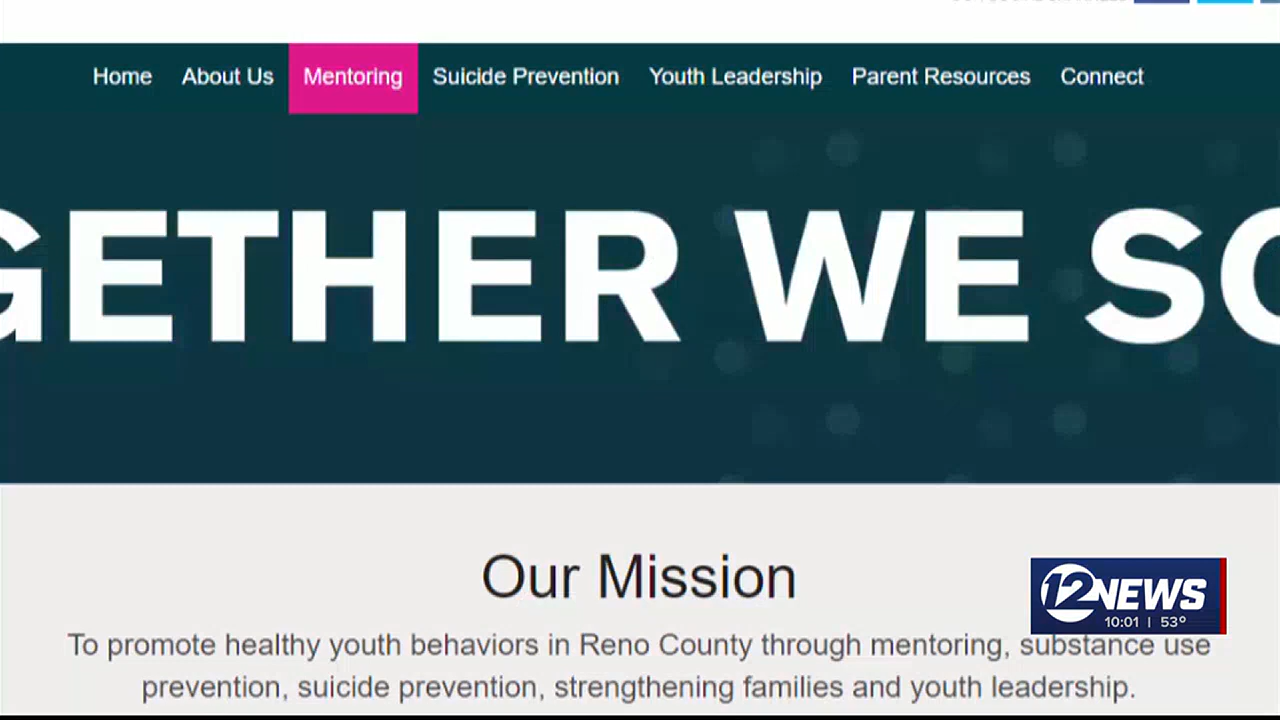 Home About Us Mentoring Suicide Prevention Youth Leadership Parent Resources Connect
GETHER WE SO
Our Mission
To promote healthy youth behaviors in Reno County through mentoring, substance use
prevention, suicide prevention, strengthening families and youth leadership.
12 NEWS
10:01 | 53°